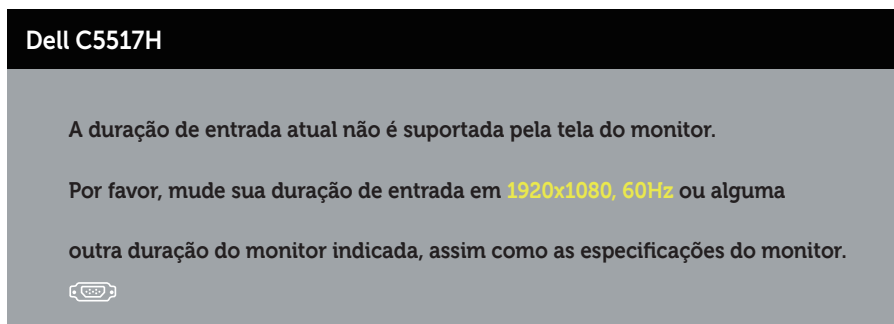 Dell C5517H
A duração de entrada atual não é suportada pela tela do monitor.
Por favor, mude sua duração de entrada em 1920x1080, 60Hz ou alguma
outra duração do monitor indicada, assim como as especificações do monitor.